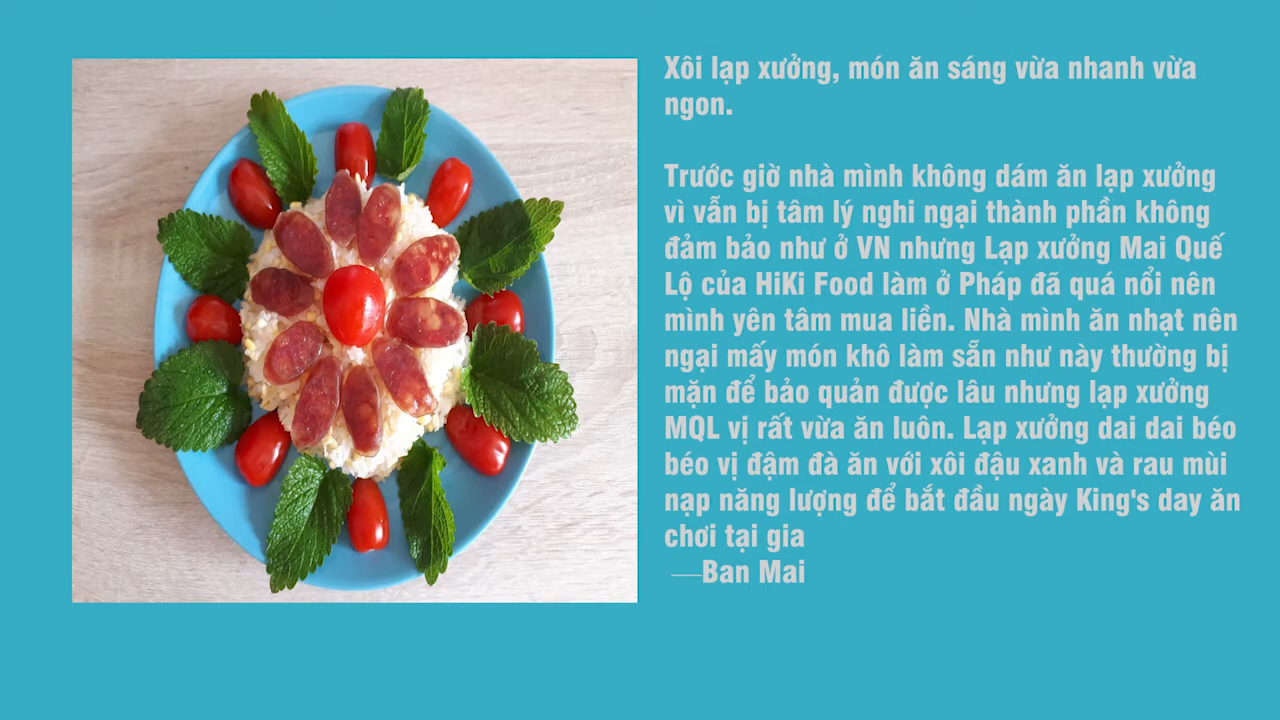 Xôi lạp xưởng, món ăn sáng vừa nhanh vừa
ngon.
Trước giờ nhà mình không dám ăn lạp xưởng
vì vẫn bị tâm lý nghi ngại thành phần không
đảm bảo như ở VN nhưng Lạp xưởng Mai Quế
Lộ của HiKi Food làm ở Pháp đã quá nổi nên
mình yên tâm mua liền. Nhà mình ăn nhạt nên
ngại mấy món khô làm sẵn như này thường bị
mặn để bảo quản được lâu nhưng lạp xưởng
MQL vị rất vừa ăn luôn. Lạp xưởng dai dai béo
béo vị đậm đà ăn với xôi đậu xanh và rau mùi
nạp năng lượng để bắt đầu ngày King's day ăn
chơi tại gia
—Ban Mai